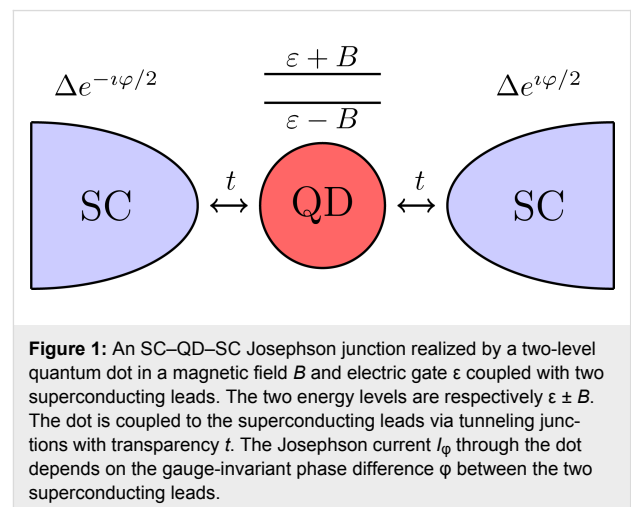 Δe^{-ıφ/2}
ε + B
ε − B
Δe^{ıφ/2}
SC
t
QD
t
SC
Figure 1: An SC–QD–SC Josephson junction realized by a two-level
quantum dot in a magnetic field B and electric gate ε coupled with two
superconducting leads. The two energy levels are respectively ε ± B.
The dot is coupled to the superconducting leads via tunneling junc-
tions with transparency t. The Josephson current I_φ through the dot
depends on the gauge-invariant phase difference φ between the two
superconducting leads.